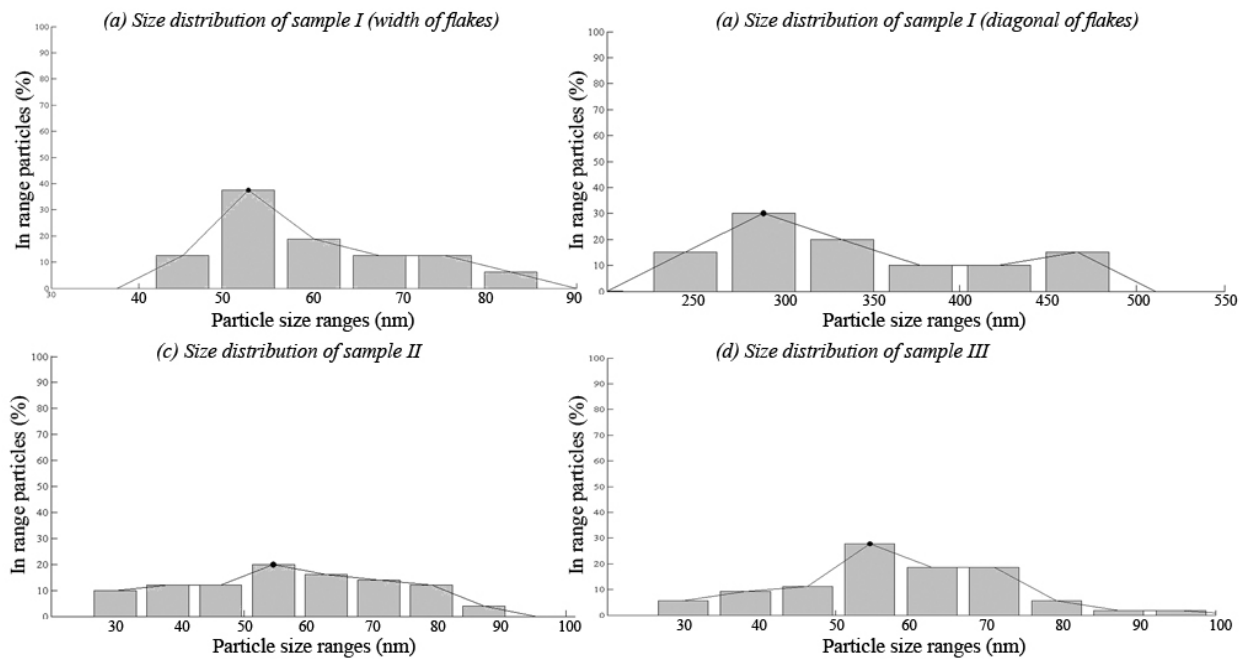 (a) Size distribution of sample I (width of flakes)
In range particles (%)
100
90
80
70
60
50
40
30
20
10
0
30 40 50 60 70 80 90
Particle size ranges (nm)
(a) Size distribution of sample I (diagonal of flakes)
In range particles (%)
100
90
80
70
60
50
40
30
20
10
0
250 300 350 400 450 500 550
Particle size ranges (nm)
(c) Size distribution of sample II
In range particles (%)
100
90
80
70
60
50
40
30
20
10
0
30 40 50 60 70 80 90 100
Particle size ranges (nm)
(d) Size distribution of sample III
In range particles (%)
100
90
80
70
60
50
40
30
20
10
0
30 40 50 60 70 80 90 100
Particle size ranges (nm)